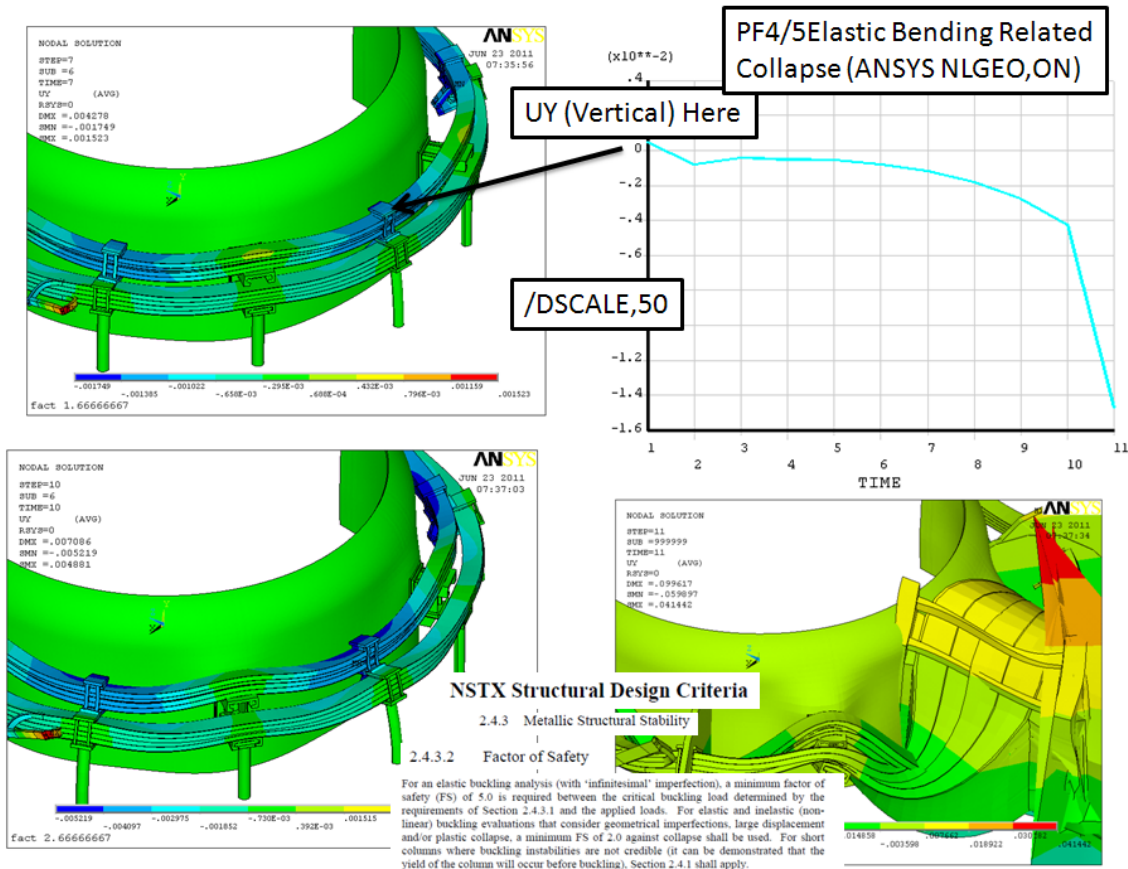 NODAL SOLUTION
STEP=7
SUB =6
TIME=7
UY (AVG)
RSYS=0
DMX =.004278
SMN =-.001749
SMX =.001523
ANSYS
JUN 23 2011
07:35:56
-.001749
-.001385
-.001022
-.658E-03
-.295E-03
.688E-04
.432E-03
.796E-03
.001159
.001523
fact 1.66666667
PF4/5Elastic Bending Related
Collapse (ANSYS NLGEO,ON)
UY (Vertical) Here
/DSCALE,50
(x10**-2)
.4
0
-.2
-.4
-.6
-1.2
-1.4
-1.6
1
2
3
4
5
6
7
8
9
10
11
TIME
NODAL SOLUTION
STEP=10
SUB =6
TIME=10
UY (AVG)
RSYS=0
DMX =.007086
SMN =-.005219
SMX =.004881
ANSYS
JUN 23 2011
07:37:03
-.005219
-.004097
-.002975
-.001852
-.730E-03
.392E-03
.001515
fact 2.66666667
NODAL SOLUTION
STEP=11
SUB =999999
TIME=11
UY (AVG)
RSYS=0
DMX =.099617
SMN =-.059897
SMX =.041442
ANSYS
JUN 23 2011
07:37:34
.014858
-.003598
.007662
.018922
.030182
.041442
NSTX Structural Design Criteria
2.4.3 Metallic Structural Stability
2.4.3.2 Factor of Safety
For an elastic buckling analysis (with ‘infinitesimal’ imperfection), a minimum factor of
safety (FS) of 5.0 is required between the critical buckling load determined by the
requirements of Section 2.4.3.1 and the applied loads. For elastic and inelastic (non-
linear) buckling evaluations that consider geometrical imperfections, large displacement
and/or plastic collapse, a minimum FS of 2.0 against collapse shall be used. For short
columns where buckling instabilities are not credible (it can be demonstrated that the
yield of the column will occur before buckling), Section 2.4.1 shall apply.